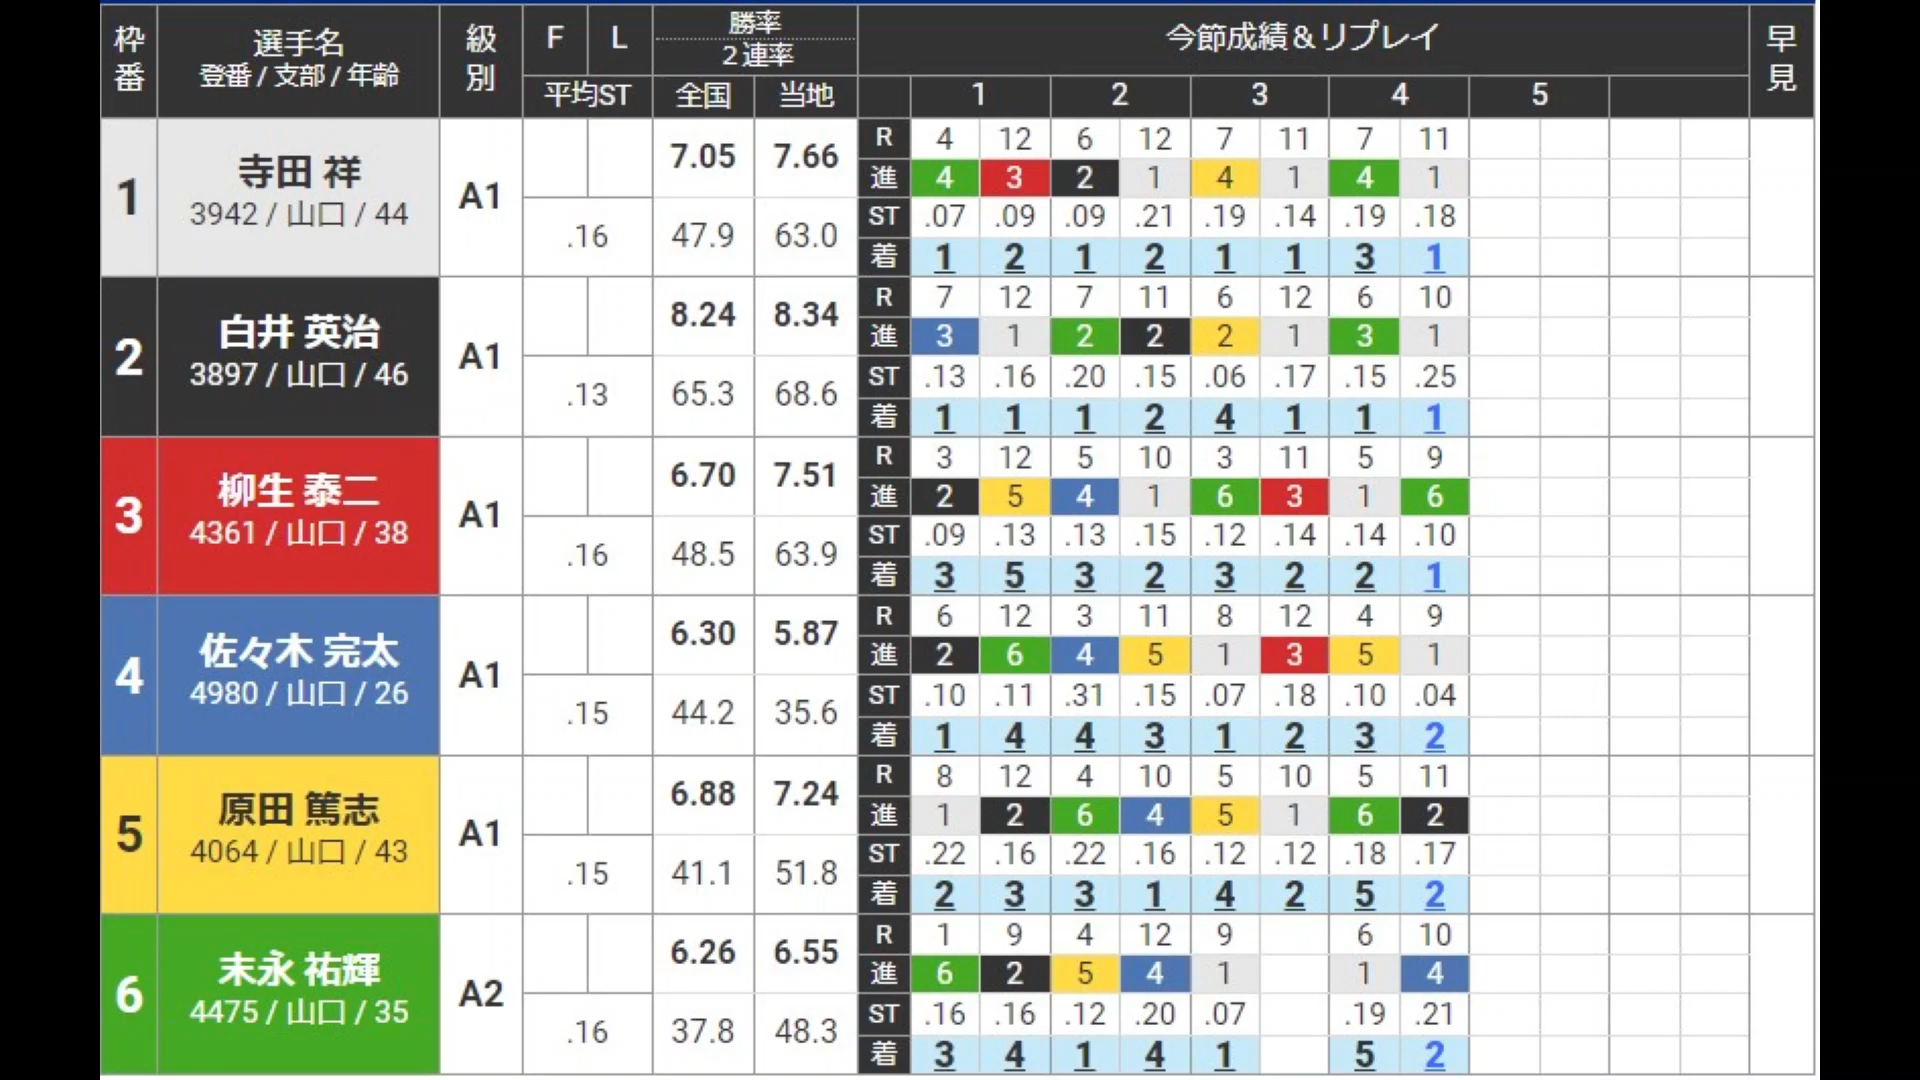 枠番 選手名 級別 F L 勝率 今節成績＆リプレイ 早見
登番 / 支部 / 年齢 2連率
平均ST 全国 当地 1 2 3 4 5
1 寺田 祥 A1 7.05 7.66 R 4 12 6 12 7 11 7 11
進 4 3 2 1 4 1 4 1
3942 / 山口 / 44 .16 47.9 63.0 ST .07 .09 .09 .21 .19 .14 .19 .18
着 1 2 1 2 1 1 3 1
2 白井 英治 A1 8.24 8.34 R 7 12 7 11 6 12 6 10
進 3 1 2 2 2 1 3 1
3897 / 山口 / 46 .13 65.3 68.6 ST .13 .16 .20 .15 .06 .17 .15 .25
着 1 1 1 2 4 1 1 1
3 柳生 泰二 A1 6.70 7.51 R 3 12 5 10 3 11 5 9
進 2 5 4 1 6 3 1 6
4361 / 山口 / 38 .16 48.5 63.9 ST .09 .13 .13 .15 .12 .14 .14 .10
着 3 5 3 2 3 2 2 1
4 佐々木 完太 A1 6.30 5.87 R 6 12 3 11 8 12 4 9
進 2 6 4 5 1 3 5 1
4980 / 山口 / 26 .15 44.2 35.6 ST .10 .11 .31 .15 .07 .18 .10 .04
着 1 4 4 3 1 2 3 2
5 原田 篤志 A1 6.88 7.24 R 8 12 4 10 5 10 5 11
進 1 2 6 4 5 1 6 2
4064 / 山口 / 43 .15 41.1 51.8 ST .22 .16 .22 .16 .12 .12 .18 .17
着 2 3 3 1 4 2 5 2
6 末永 祐輝 A2 6.26 6.55 R 1 9 4 12 9 6 10
進 6 2 5 4 1 1 4
4475 / 山口 / 35 .16 37.8 48.3 ST .16 .16 .12 .20 .07 .19 .21
着 3 4 1 4 1 5 2